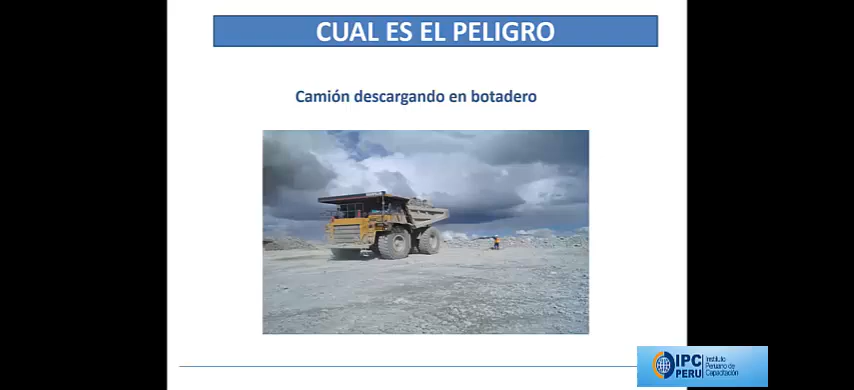 CUAL ES EL PELIGRO
Camión descargando en botadero
IPC
PERU
Instituto
Peruano de
Capacitación